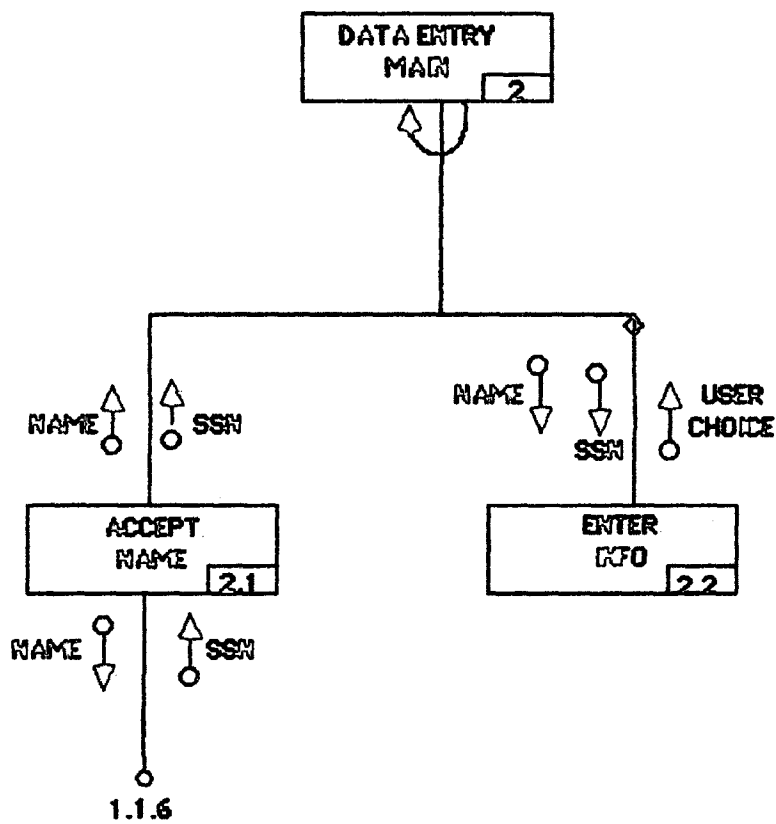 DATA ENTRY
MAIN
2
NAME
SSN
NAME
SSN
USER
CHOICE
ACCEPT
NAME
2.1
ENTER
INFO
2.2
NAME
SSN
1.1.6